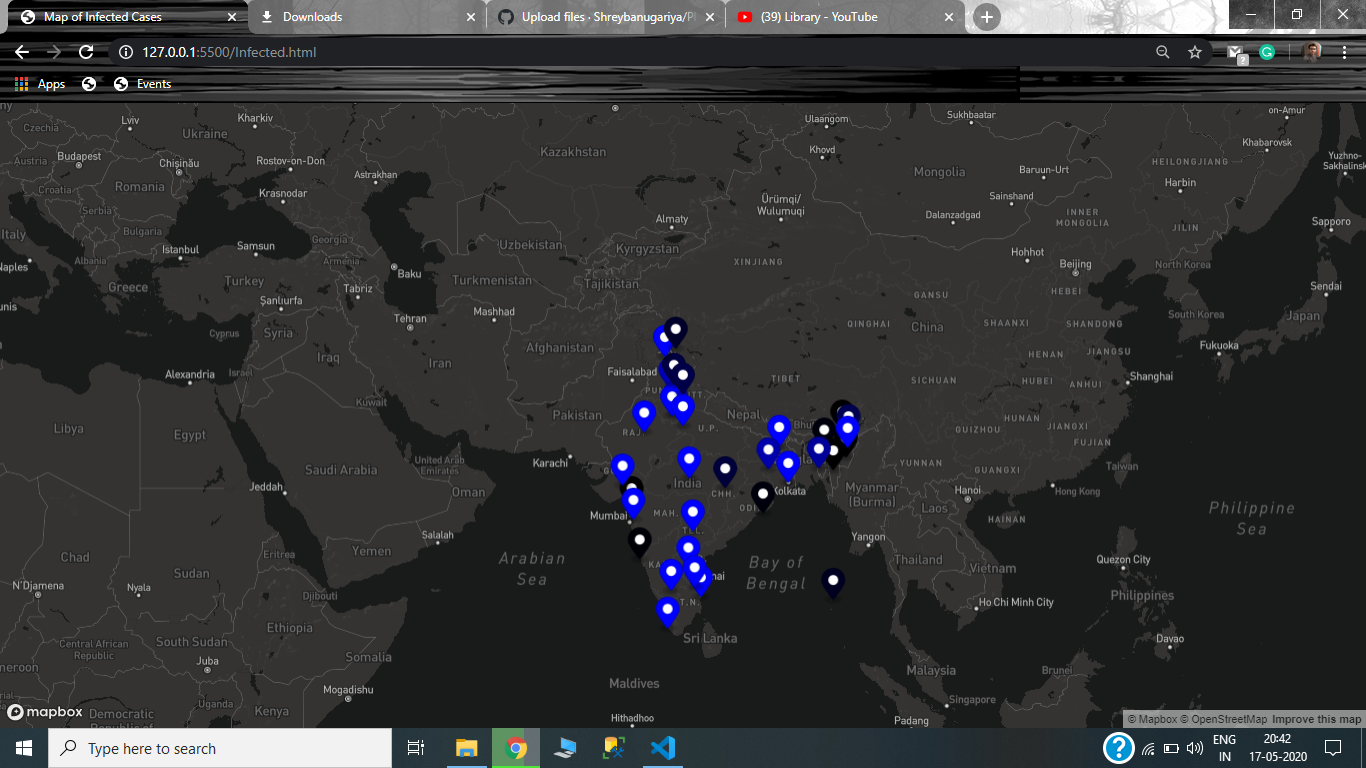 Map of Infected Cases
Downloads
Upload files · Shreybanugariya/P
(39) Library - YouTube
127.0.0.1:5500/Infected.html
Apps
Events
Lviv
Kharkiv
Ulaangom
Sukhbaatar
on-Amur
Czechia
Ukraine
Khabarovsk
Austria
Budapest
Chișinău
Rostov-on-Don
Kazakhstan
Khovd
Mongolia
Baruun-Urt
HEILONGJIANG
Yuzhno-
Sakhalinsk
Croatia
Romania
Krasnodar
Astrakhan
Ürümqi/
Wulumuqi
Sainshand
Harbin
Serbia
Almaty
Dalanzadgad
INNER
MONGOLIA
Sapporo
Italy
Bulgaria
Istanbul
Samsun
Georgia
Uzbekistan
Kyrgyzstan
Hohhot
JILIN
Naples
Albania
Armenia
Baku
XINJIANG
Beijing
North Korea
Greece
Turkey
Tabriz
Turkmenistan
Tajikistan
GANSU
HEBEI
Sendai
unis
Şanlıurfa
Tehran
Mashhad
QINGHAI
China
SHAANXI
SHANDONG
South Korea
Japan
Cyprus
Syria
Iraq
Iran
Afghanistan
Fukuoka
Alexandria
Israel
Faisalabad
TIBET
SICHUAN
HENAN
JIANGSU
HUBEI
ANHUI
Shanghai
Kuwait
PUN
UTT.
Pakistan
Nepal
Bhu
HUNAN
JIANGXI
Libya
Egypt
RAJ
U.P.
GUIZHOU
FUJIAN
Saudi Arabia
United Arab
Emirates
Karachi
YUNNAN
GUANGXI
Taiwan
Jeddah
Oman
India
CHH.
Kolkata
Myanmar
(Burma)
Hanoi
Hong Kong
Mumbai
MAH.
ODI
Laos
HAINAN
Philippine
Sea
Salalah
TEL.
Yangon
Chad
Yemen
Arabian
Sea
KA
Bay of
Bengal
Thailand
Vietnam
Quezon City
Sudan
Eritrea
nai
N'Djamena
Nyala
Djibouti
T.N.
Ho Chi Minh City
Philippines
Ethiopia
Central African
Republic
South Sudan
Sri Lanka
Davao
meroon
Juba
Somalia
Malaysia
Brunei
Uganda
Mogadishu
Maldives
Singapore
mapbox
Democratic
Kenya
Hithadhoo
Padang
© Mapbox © OpenStreetMap Improve this map
Type here to search
ENG
IN
20:42
17-05-2020